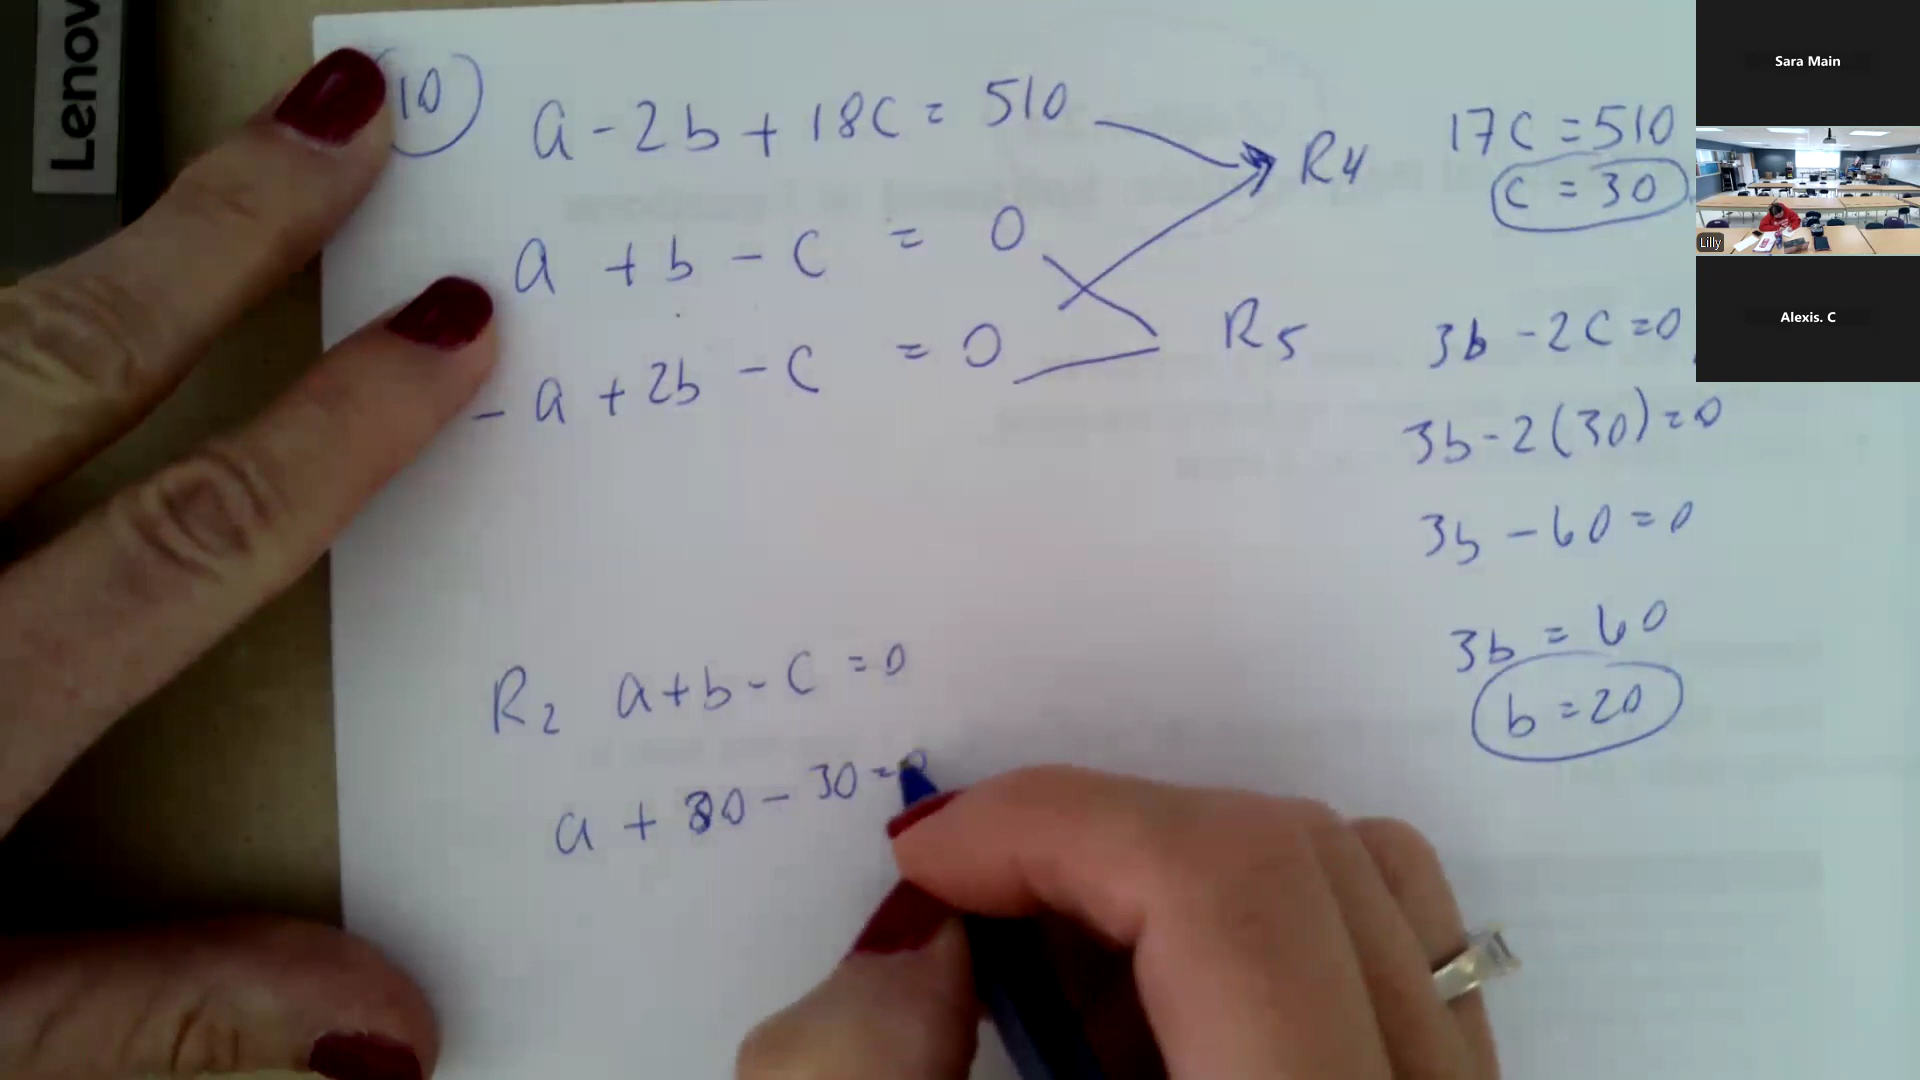 Lenov
10
a - 2b + 18c = 510
R4
a + b - c = 0
- a + 2b - c = 0
R5
17c = 510
c = 30
3b - 2c = 0
3b - 2(30) = 0
3b - 60 = 0
3b = 60
b = 20
R2 a + b - c = 0
a + 20 - 30 = 0
Sara Main
Lilly
Alexis. C